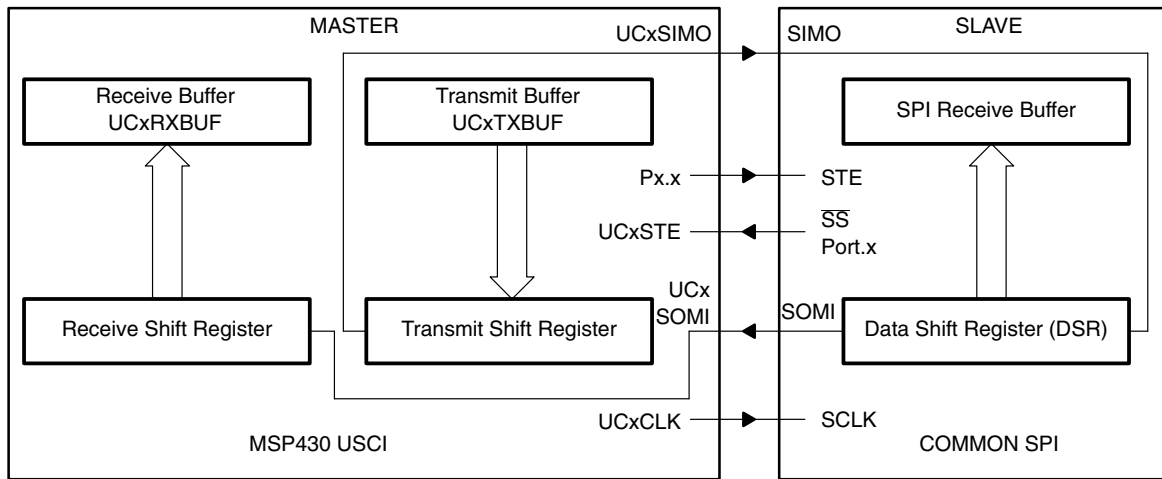 MASTER
UCxSIMO
SIMO
SLAVE
Receive Buffer
UCxRXBUF
Transmit Buffer
UCxTXBUF
SPI Receive Buffer
Px.x
STE
UCxSTE
SS
Port.x
UCx
SOMI
SOMI
Receive Shift Register
Transmit Shift Register
Data Shift Register (DSR)
UCxCLK
SCLK
MSP430 USCI
COMMON SPI